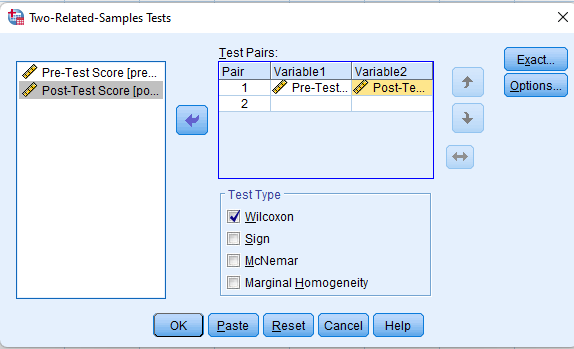 Two-Related-Samples Tests
Pre-Test Score [pre...
Post-Test Score [po...
Test Pairs:
Pair Variable1 Variable2
1 Pre-Test... Post-Te...
2
Exact...
Options...
Test Type
Wilcoxon
Sign
McNemar
Marginal Homogeneity
OK Paste Reset Cancel Help